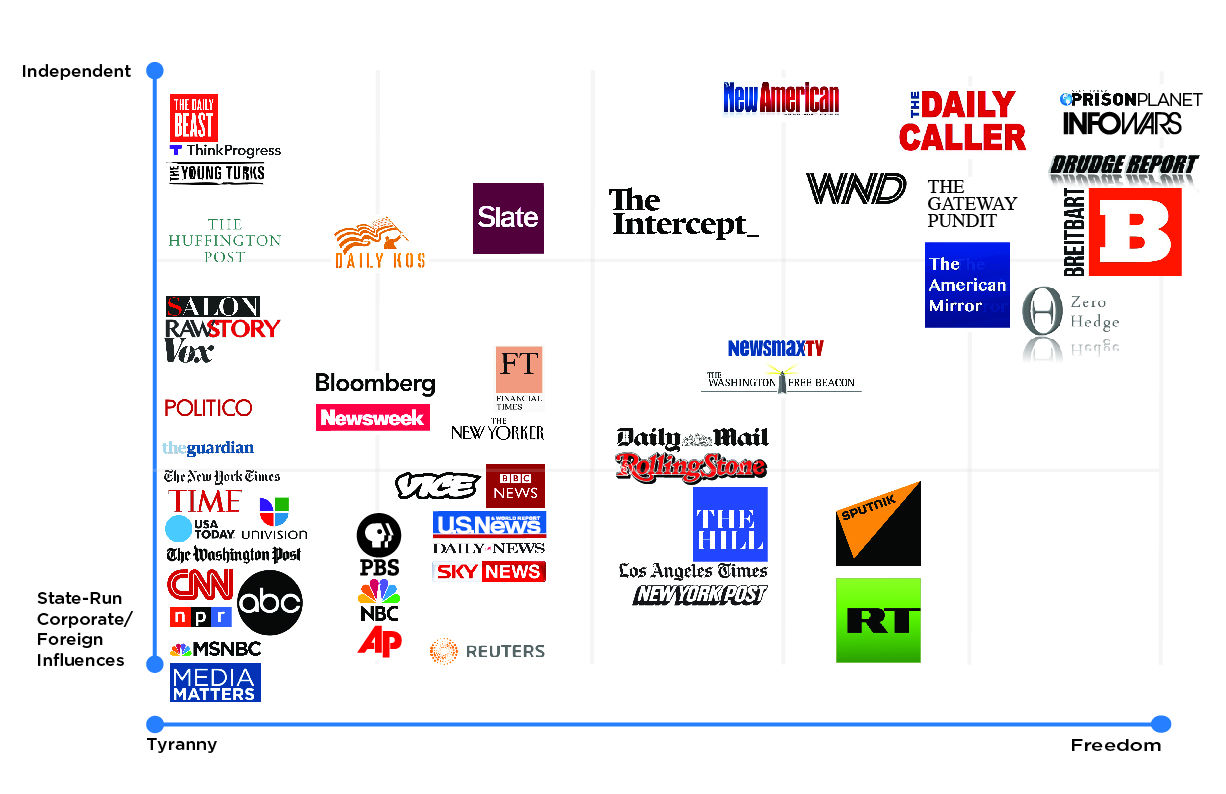 Independent
THE DAILY
BEAST
ThinkProgress
THE YOUNG TURKS
THE
HUFFINGTON
POST
DAILY KOS
Slate
The
Intercept_
New American
THE DAILY
CALLER
PRISONPLANET
INFOWARS
DRUDGE REPORT
WND
THE
GATEWAY
PUNDIT
BREITBART
B
The
American
Mirror
Zero
Hedge
SALON
RAWSTORY
Vox
POLITICO
theguardian
Bloomberg
Newsweek
FT
FINANCIAL
TIMES
THE
NEW YORKER
NEWSMAXTV
THE
WASHINGTON FREE BEACON
Daily Mail
RollingStone
The New York Times
TIME
USA
TODAY
UNIVISION
The Washington Post
CNN
abc
npr
MSNBC
MEDIA
MATTERS
VICE
BBC
NEWS
PBS
NBC
AP
U.S.News
& WORLD REPORT
DAILY NEWS
SKY NEWS
REUTERS
THE
HILL
Los Angeles Times
NEW YORK POST
SPUTNIK
RT
State-Run
Corporate/
Foreign
Influences
Tyranny
Freedom